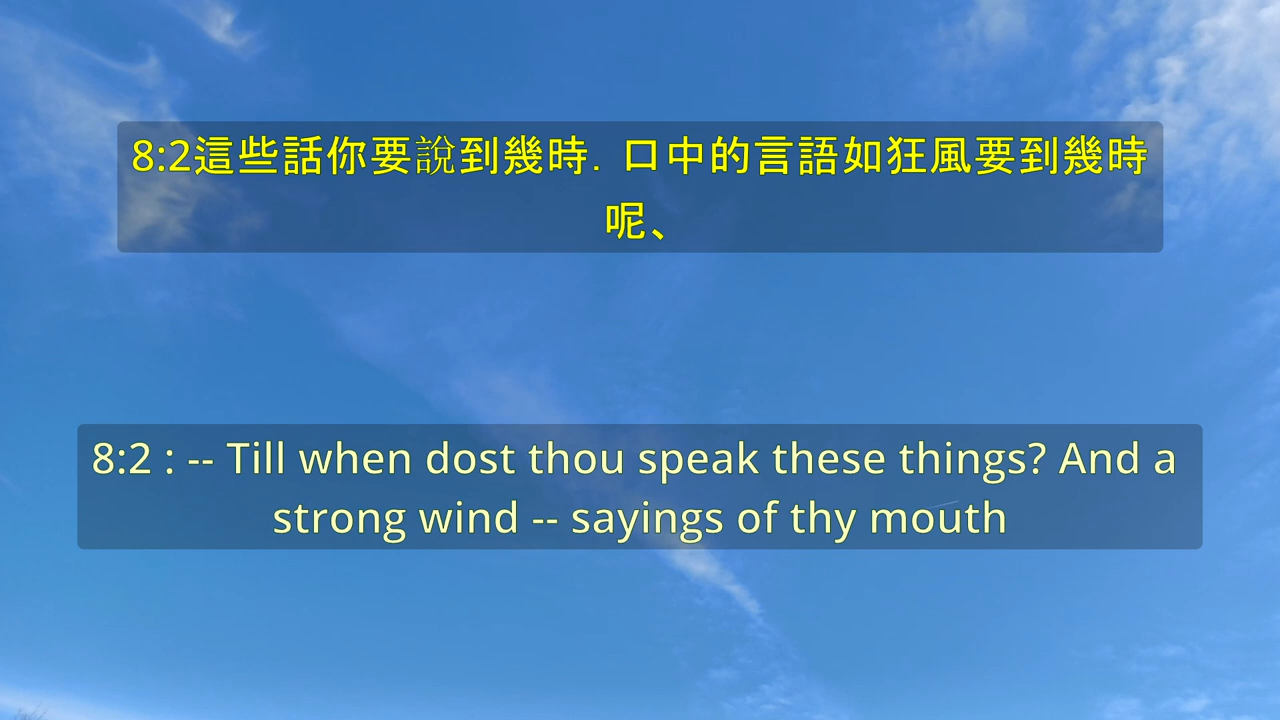 8:2這些話你要說到幾時．口中的言語如狂風要到幾時
呢、
8:2 : -- Till when dost thou speak these things? And a
strong wind -- sayings of thy mouth